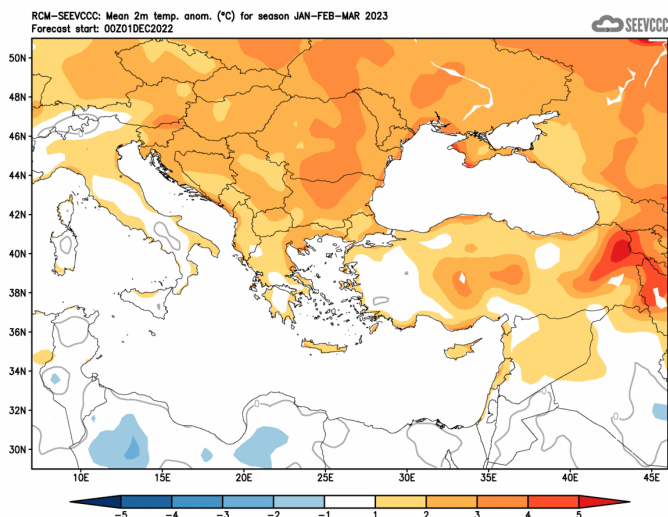 RCM-SEEVCCC: Mean 2m temp. anom. (°C) for season JAN-FEB-MAR 2023
Forecast start: 00Z01DEC2022
SEEVCCC
50N
48N
46N
44N
42N
40N
38N
36N
34N
32N
30N
10E 15E 20E 25E 30E 35E 40E 45E
-5 -4 -3 -2 -1 1 2 3 4 5